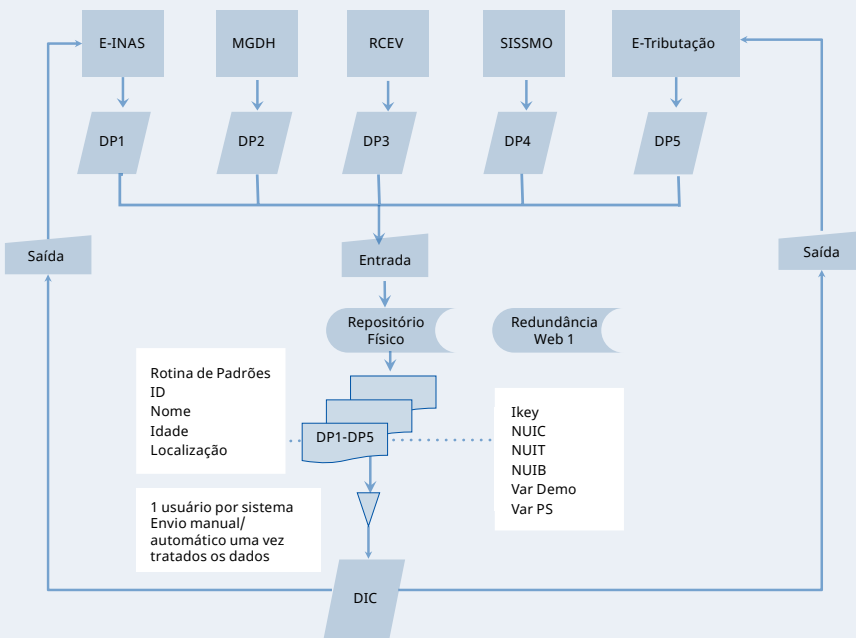 E-INAS
MGDH
RCEV
SISSMO
E-Tributação
DP1
DP2
DP3
DP4
DP5
Saída
Entrada
Saída
Repositório
Físico
Redundância
Web 1
Rotina de Padrões
ID
Nome
Idade
Localização
DP1-DP5
Ikey
NUIC
NUIT
NUIB
Var Demo
Var PS
1 usuário por sistema
Envio manual/
automático uma vez
tratados os dados
DIC